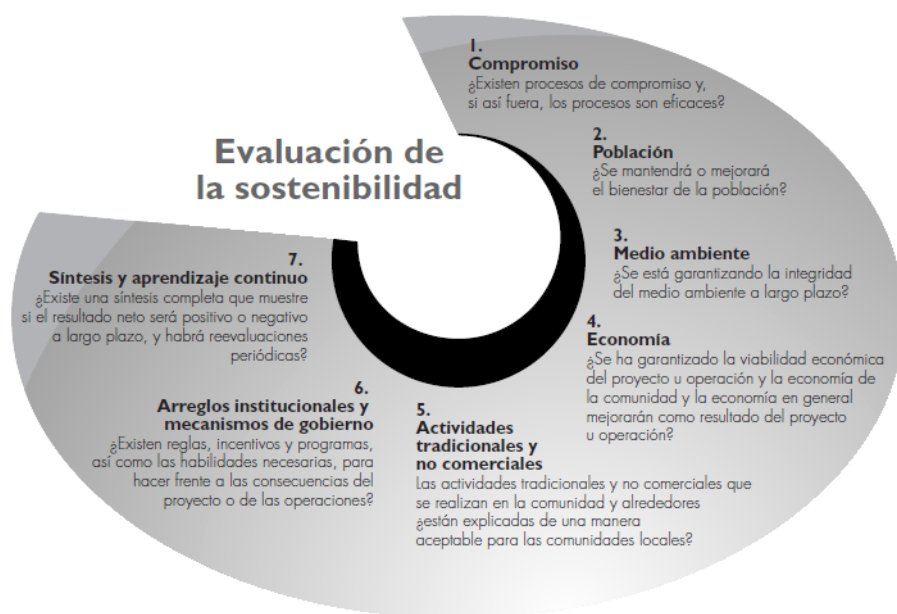 Evaluación de
la sostenibilidad
1.
Compromiso
¿Existen procesos de compromiso y,
si así fuera, los procesos son eficaces?
2.
Población
¿Se mantendrá o mejorará
el bienestar de la población?
3.
Medio ambiente
¿Se está garantizando la integridad
del medio ambiente a largo plazo?
4.
Economía
¿Se ha garantizado la viabilidad económica
del proyecto u operación y la economía de
la comunidad y la economía en general
mejorarán como resultado del proyecto
u operación?
5.
Actividades
tradicionales y
no comerciales
Las actividades tradicionales y no comerciales que
se realizan en la comunidad y alrededores
¿están explicadas de una manera
aceptable para las comunidades locales?
6.
Arreglos institucionales y
mecanismos de gobierno
¿Existen reglas, incentivos y programas,
así como las habilidades necesarias, para
hacer frente a las consecuencias del
proyecto o de las operaciones?
7.
Síntesis y aprendizaje continuo
¿Existe una síntesis completa que muestre
si el resultado neto será positivo o negativo
a largo plazo, y habrá reevaluaciones
periódicas?